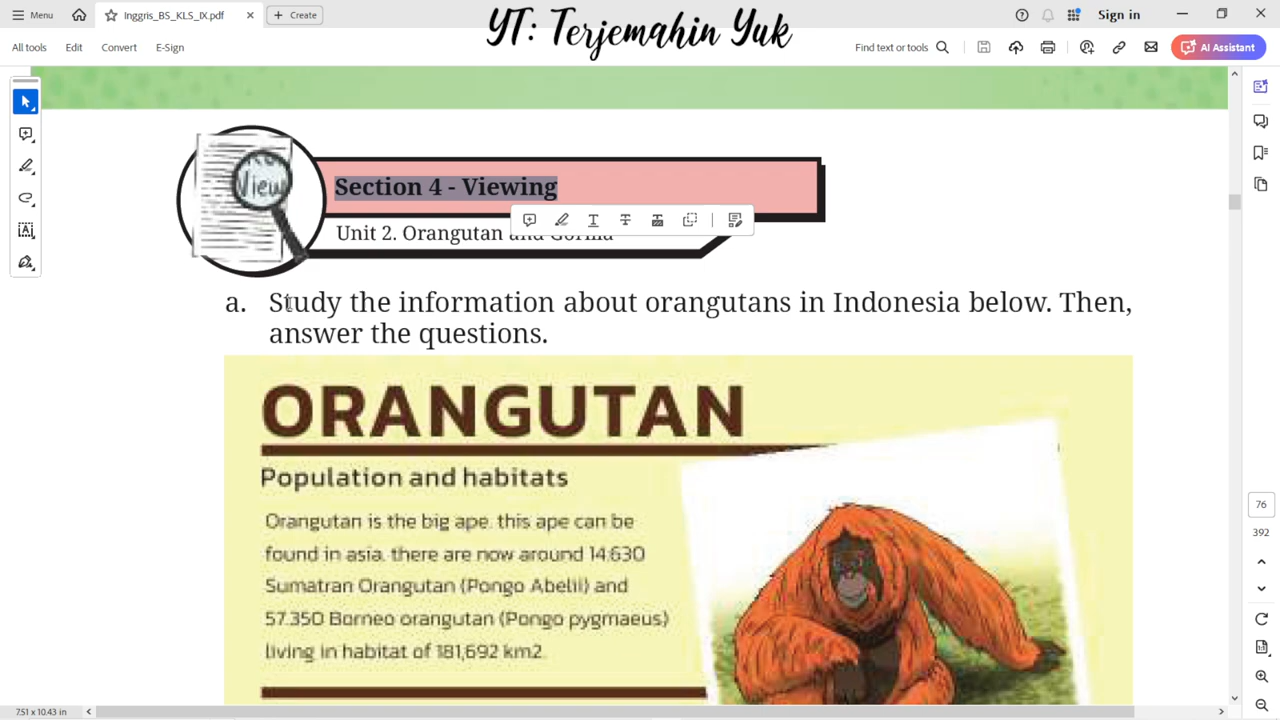 Menu
Inggris_BS_KLS_IX.pdf
Create
YT: Terjemahin Yuk
Sign in
All tools
Edit
Convert
E-Sign
Find text or tools
AI Assistant
View
Section 4 - Viewing
Unit 2. Orangutan and Gorilla
a. Study the information about orangutans in Indonesia below. Then,
answer the questions.
ORANGUTAN
Population and habitats
Orangutan is the big ape. this ape can be
found in asia. there are now around 14.630
Sumatran Orangutan (Pongo Abelii) and
57.350 Borneo orangutan (Pongo pygmaeus)
living in habitat of 181,692 km2.
76
392
7.51 x 10.43 in